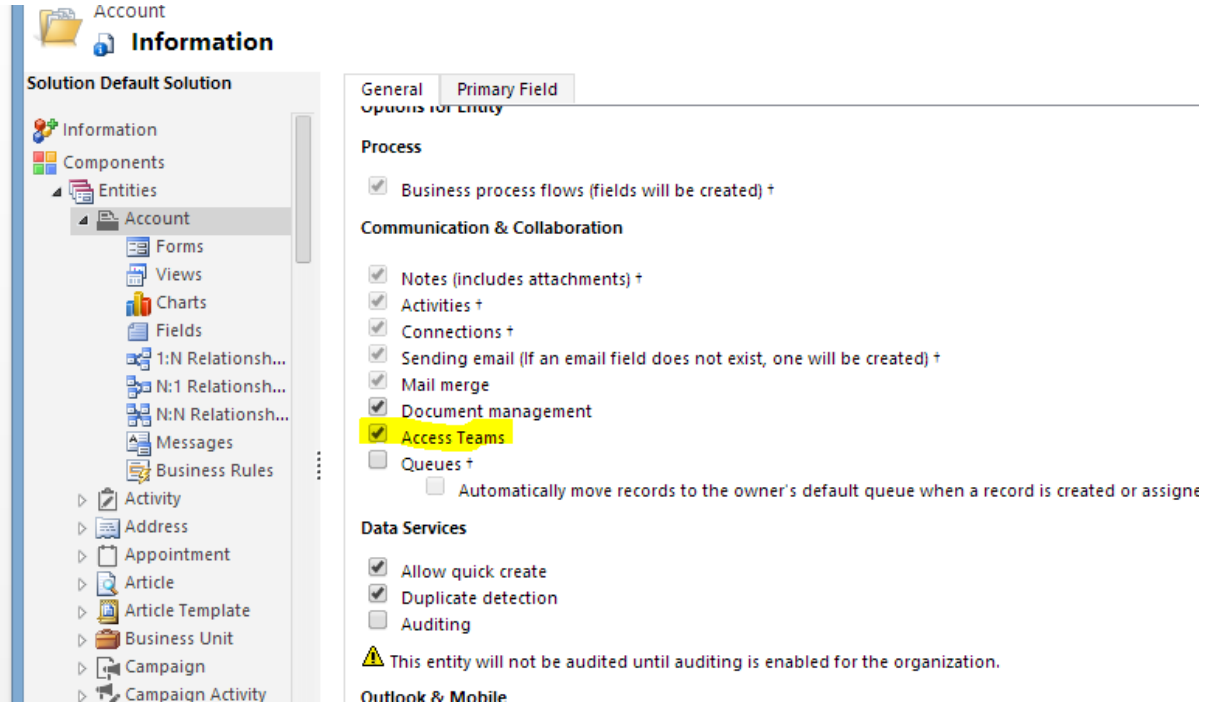 Account
Information
Solution Default Solution
Information
Components
Entities
Account
Forms
Views
Charts
Fields
1:N Relationsh...
N:1 Relationsh...
N:N Relationsh...
Messages
Business Rules
Activity
Address
Appointment
Article
Article Template
Business Unit
Campaign
Campaign Activity
General Primary Field
Options for Entity
Process
Business process flows (fields will be created) †
Communication & Collaboration
Notes (includes attachments) †
Activities †
Connections †
Sending email (If an email field does not exist, one will be created) †
Mail merge
Document management
Access Teams
Queues †
Automatically move records to the owner's default queue when a record is created or assigne
Data Services
Allow quick create
Duplicate detection
Auditing
This entity will not be audited until auditing is enabled for the organization.
Outlook & Mobile